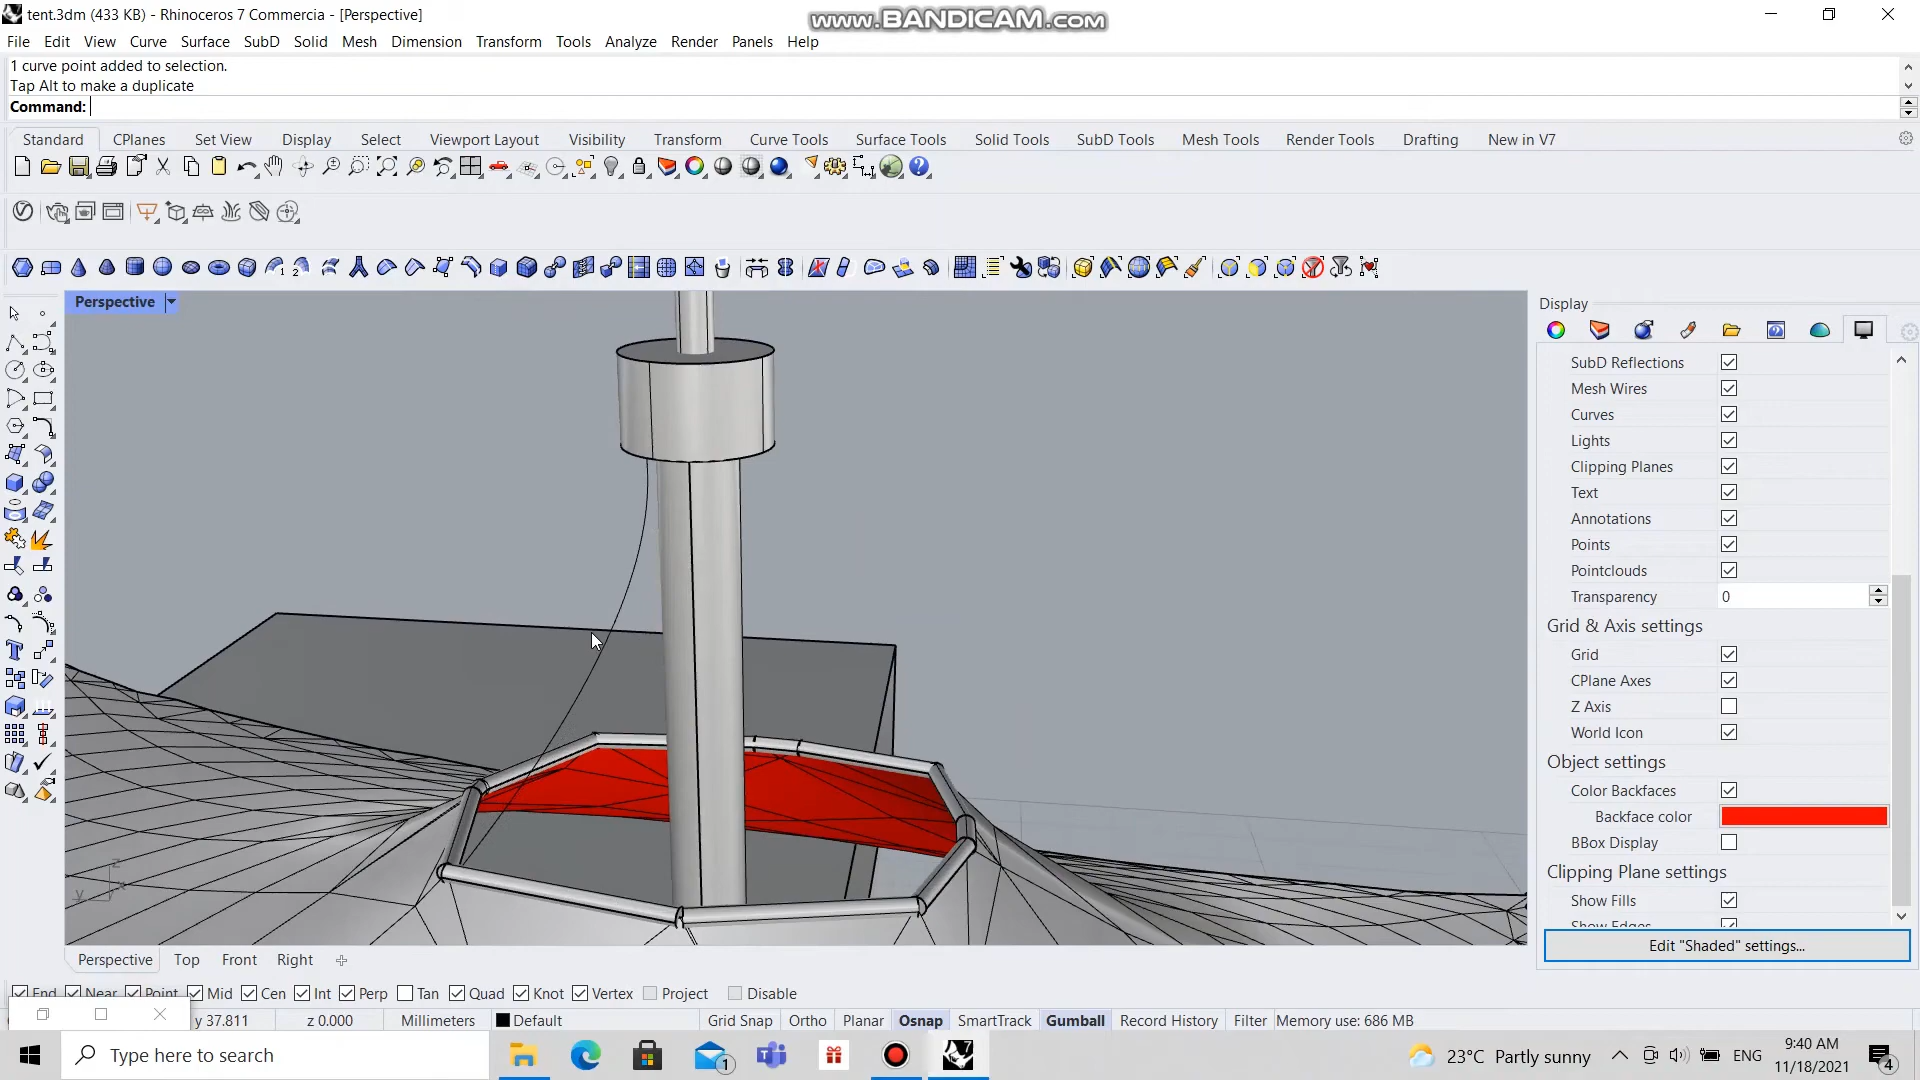 tent.3dm (433 KB) - Rhinoceros 7 Commercia - [Perspective]
www.BANDICAM.com
File Edit View Curve Surface SubD Solid Mesh Dimension Transform Tools Analyze Render Panels Help
1 curve point added to selection.
Tap Alt to make a duplicate
Command:
Standard CPlanes Set View Display Select Viewport Layout Visibility Transform Curve Tools Surface Tools Solid Tools SubD Tools Mesh Tools Render Tools Drafting New in V7
Perspective
Display
SubD Reflections
Mesh Wires
Curves
Lights
Clipping Planes
Text
Annotations
Points
Pointclouds
Transparency 0
Grid & Axis settings
Grid
CPlane Axes
Z Axis
World Icon
Object settings
Color Backfaces
Backface color
BBox Display
Clipping Plane settings
Show Fills
Show Edges
Edit "Shaded" settings...
z
y
Perspective Top Front Right
End Near Point Mid Cen Int Perp Tan Quad Knot Vertex Project Disable
y 37.811 z 0.000 Millimeters Default Grid Snap Ortho Planar Osnap SmartTrack Gumball Record History Filter Memory use: 686 MB
Type here to search
1
7
23°C Partly sunny
ENG
9:40 AM
11/18/2021
4